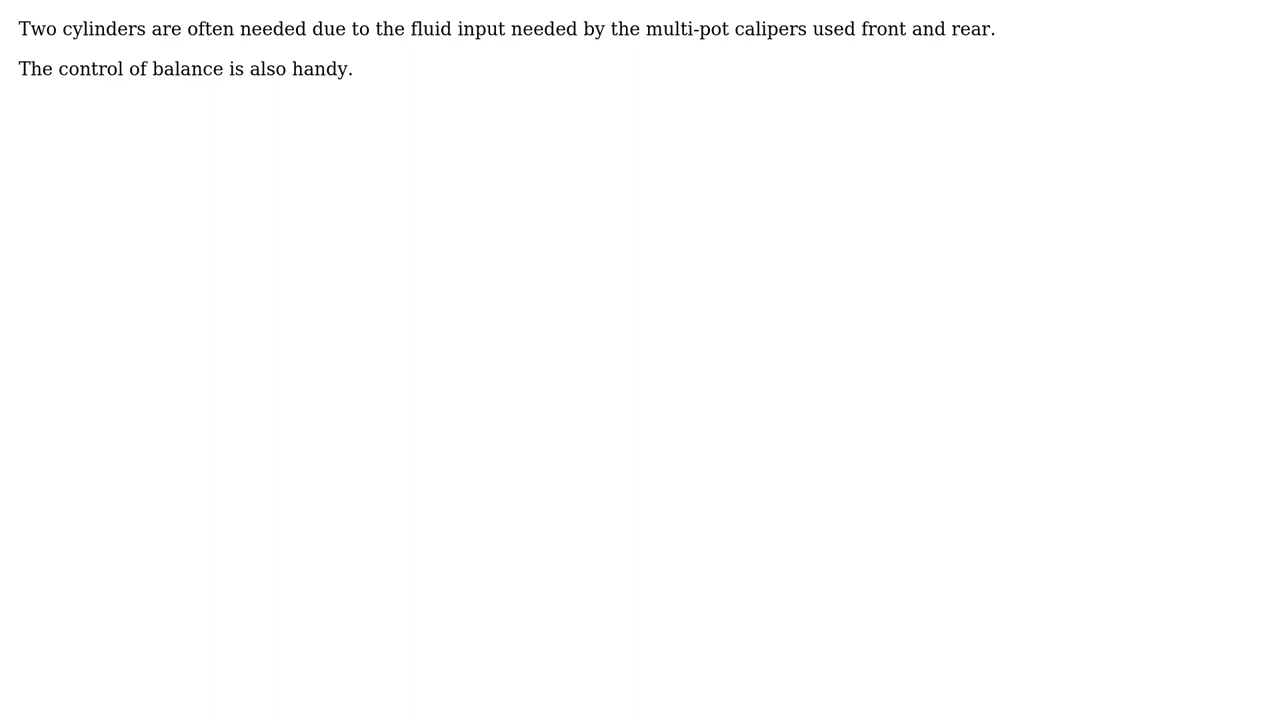 Two cylinders are often needed due to the fluid input needed by the multi-pot calipers used front and rear.
The control of balance is also handy.